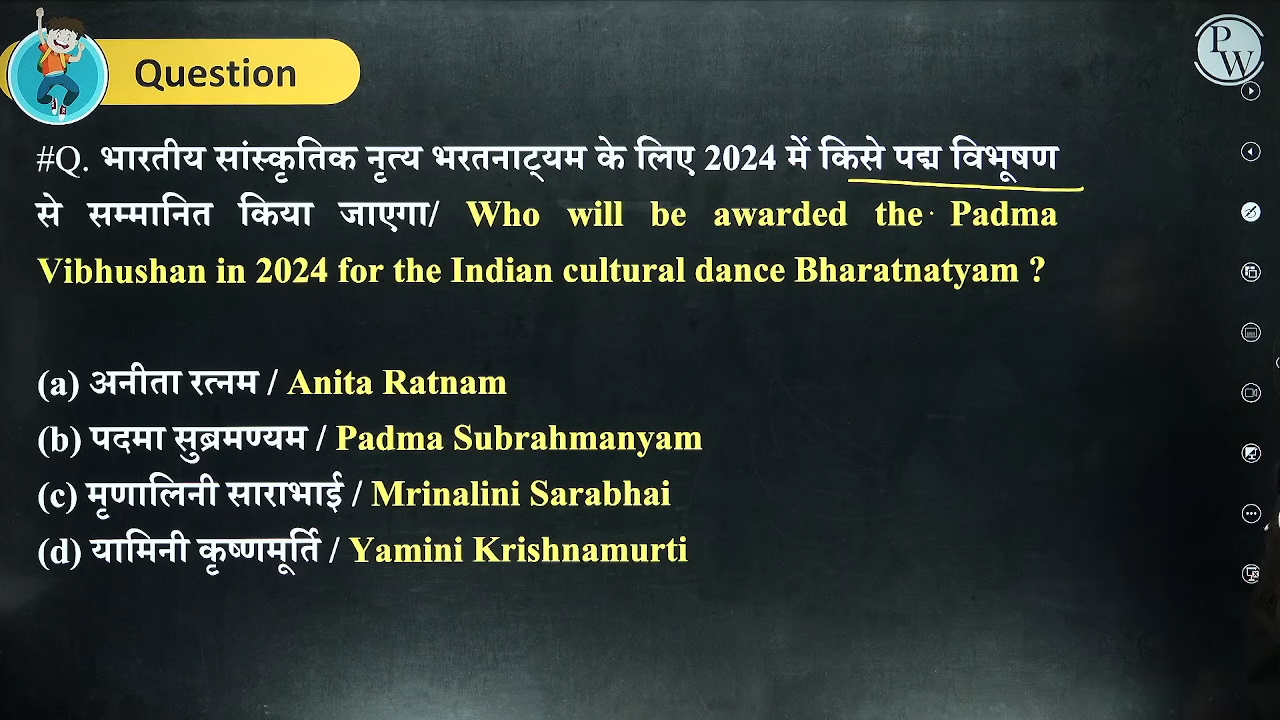 Question
PW
#Q. भारतीय सांस्कृतिक नृत्य भरतनाट्यम के लिए 2024 में किसे पद्म विभूषण
से सम्मानित किया जाएगा/ Who will be awarded the Padma
Vibhushan in 2024 for the Indian cultural dance Bharatnatyam ?
(a) अनीता रत्नम / Anita Ratnam
(b) पदमा सुब्रमण्यम / Padma Subrahmanyam
(c) मृणालिनी साराभाई / Mrinalini Sarabhai
(d) यामिनी कृष्णमूर्ति / Yamini Krishnamurti